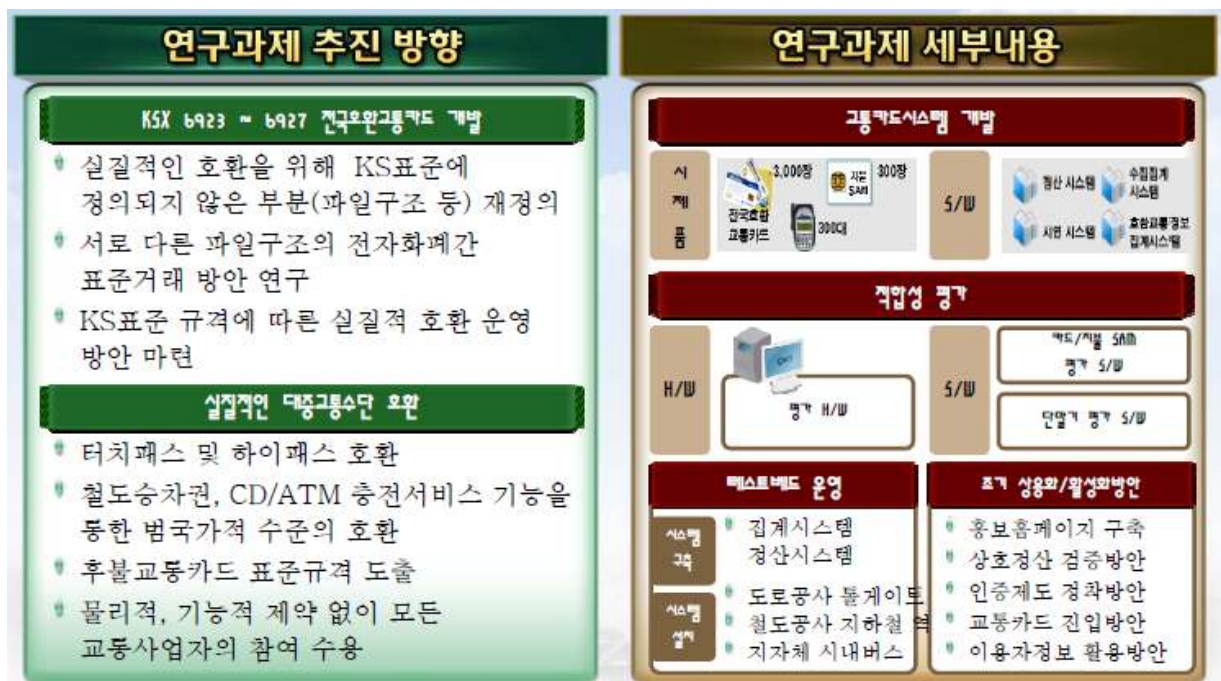 연구과제 추진 방향
KSX 6923 ~ 6927 전국호환교통카드 개발
실질적인 호환을 위해 KS표준에
정의되지 않은 부분(파일구조 등) 재정의
서로 다른 파일구조의 전자화폐간
표준거래 방안 연구
KS표준 규격에 따른 실질적 호환 운영
방안 마련
실질적인 대중교통수단 호환
터치패스 및 하이패스 호환
철도승차권, CD/ATM 충전서비스 기능을
통한 범국가적 수준의 호환
후불교통카드 표준규격 도출
물리적, 기능적 제약 없이 모든
교통사업자의 참여 수용
연구과제 세부내용
교통카드시스템 개발
시
제
품
3,000장
전국호환
교통카드
지불
SAM
300장
300대
S/W
정산 시스템
수집집계
시스템
시연 시스템
호환교통정보
집계시스템
적합성 평가
H/W
평가 H/W
S/W
카드/지불 SAM
평가 S/W
단말기 평가 S/W
테스트베드 운영
시스템
구축
집계시스템
정산시스템
시스템
설치
도로공사 톨게이트
철도공사 지하철 역
지자체 시내버스
조기 상용화/활성화방안
홍보홈페이지 구축
상호정산 검증방안
인증제도 정착방안
교통카드 진입방안
이용자정보 활용방안